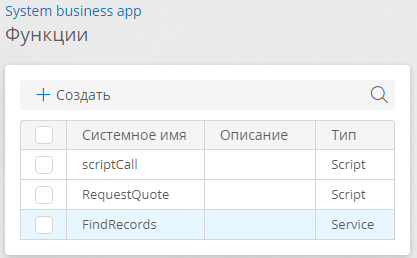 System business app
Функции
+ Создать
Системное имя Описание Тип
scriptCall Script
RequestQuote Script
FindRecords Service